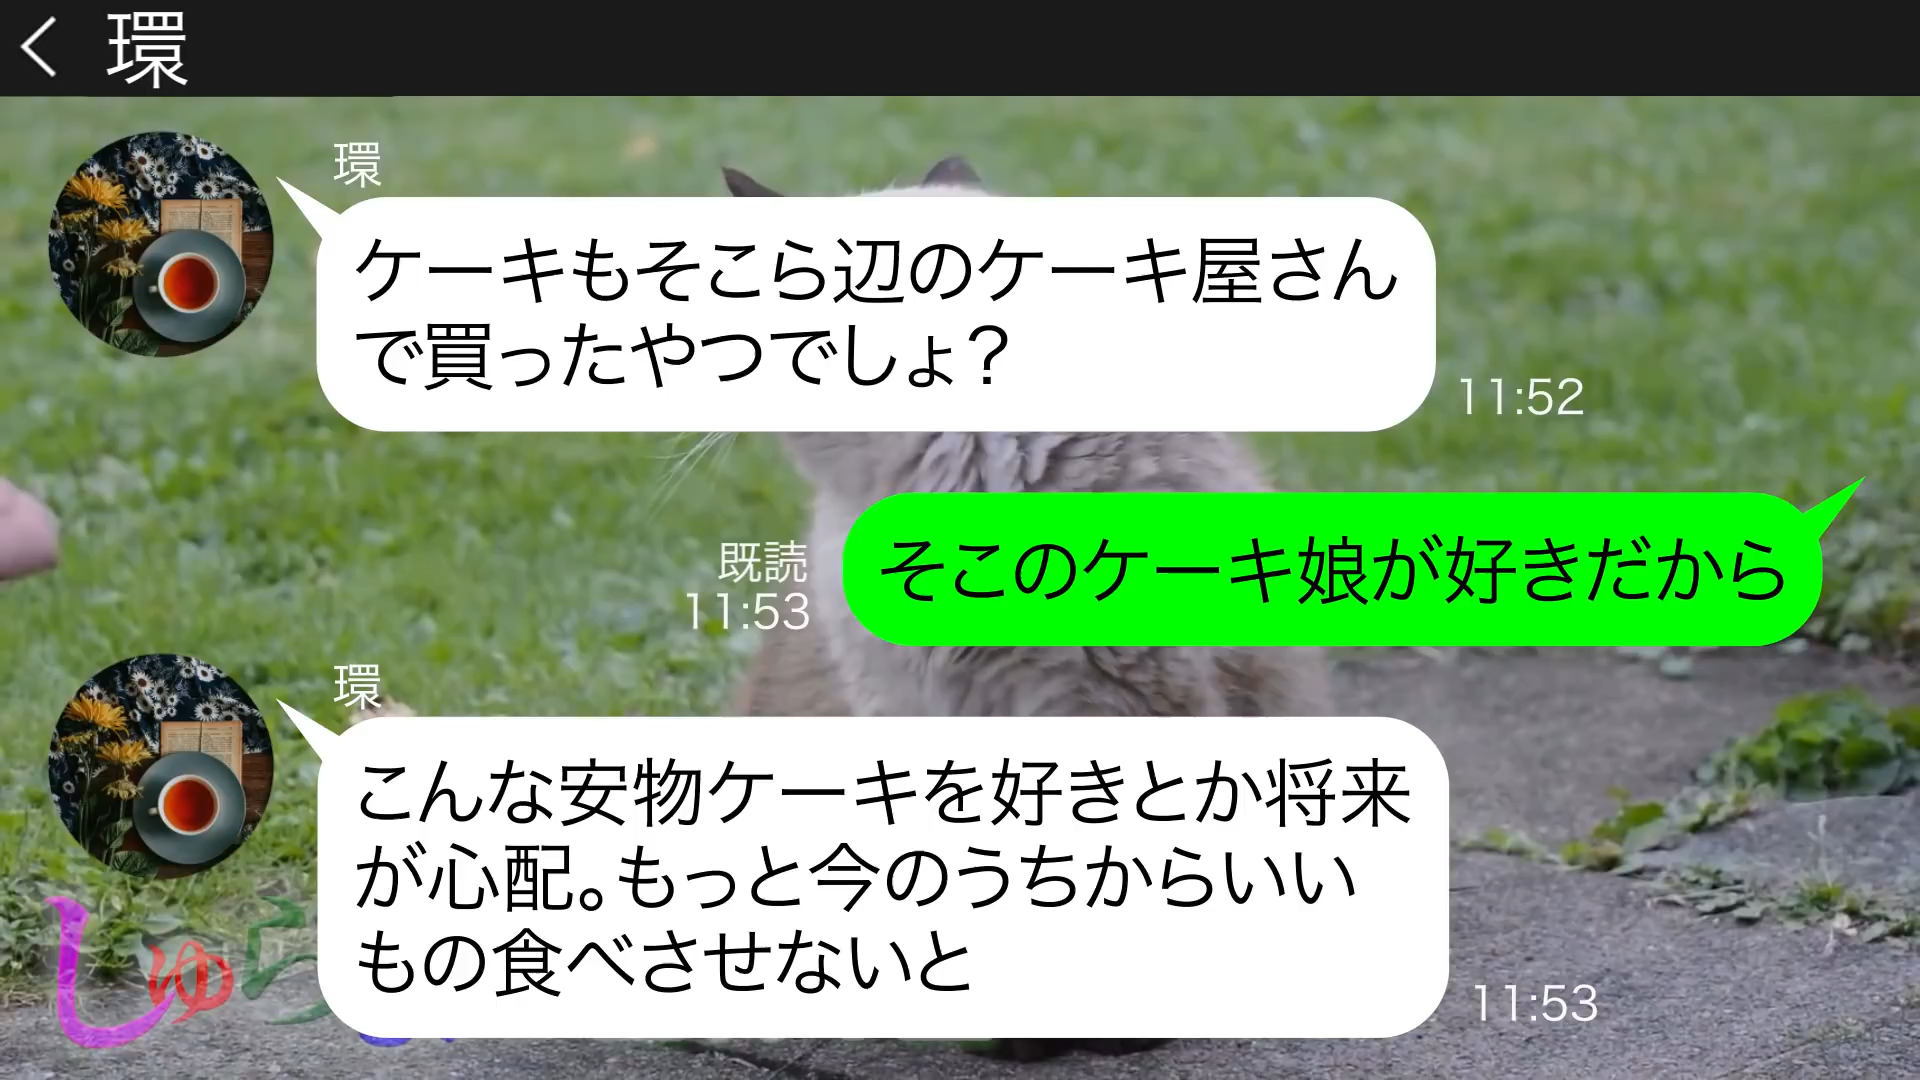 環
環
ケーキもそこら辺のケーキ屋さん
で買ったやつでしょ？
11:52
そこのケーキ娘が好きだから
既読
11:53
環
こんな安物ケーキを好きとか将来
が心配。もっと今のうちからいい
もの食べさせないと
11:53
しゅら